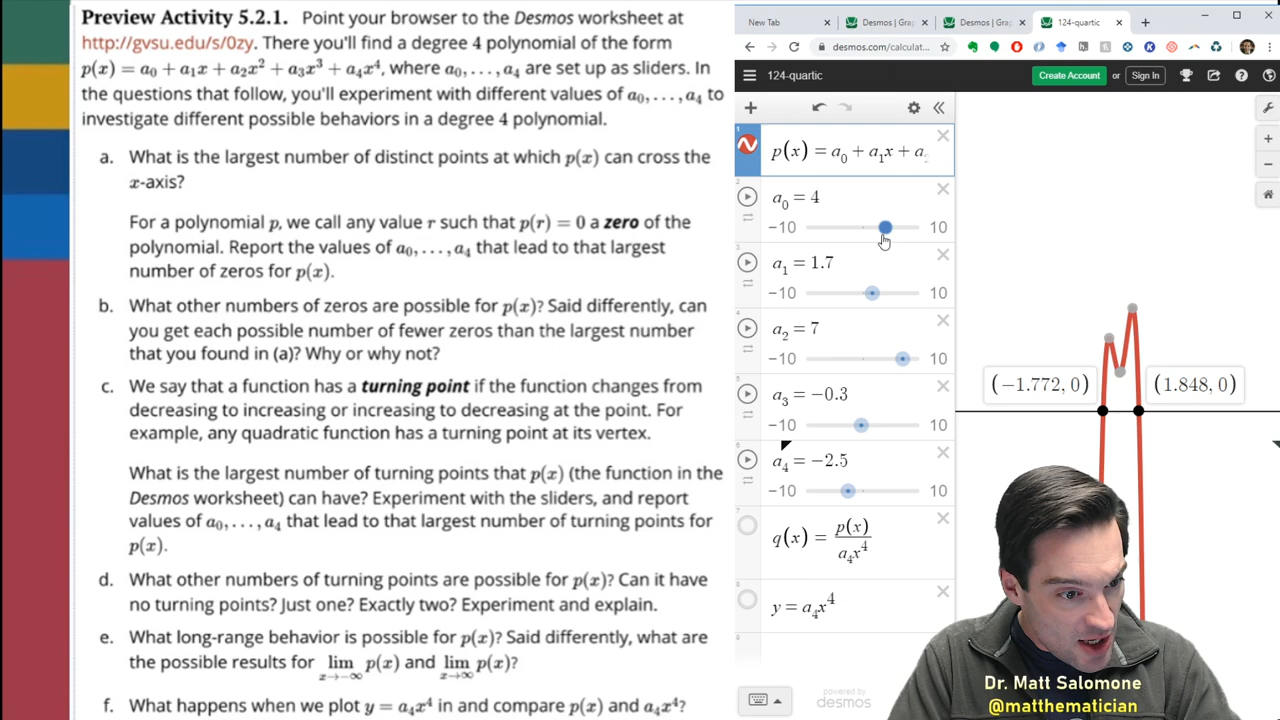 Preview Activity 5.2.1. Point your browser to the Desmos worksheet at
http://gvsu.edu/s/0zy. There you'll find a degree 4 polynomial of the form
p(x) = a₀ + a₁x + a₂x² + a₃x³ + a₄x⁴, where a₀, . . . , a₄ are set up as sliders. In
the questions that follow, you'll experiment with different values of a₀, . . . , a₄ to
investigate different possible behaviors in a degree 4 polynomial.
a. What is the largest number of distinct points at which p(x) can cross the
x-axis?
For a polynomial p, we call any value r such that p(r) = 0 a zero of the
polynomial. Report the values of a₀, . . . , a₄ that lead to that largest
number of zeros for p(x).
b. What other numbers of zeros are possible for p(x)? Said differently, can
you get each possible number of fewer zeros than the largest number
that you found in (a)? Why or why not?
c. We say that a function has a turning point if the function changes from
decreasing to increasing or increasing to decreasing at the point. For
example, any quadratic function has a turning point at its vertex.
What is the largest number of turning points that p(x) (the function in the
Desmos worksheet) can have? Experiment with the sliders, and report
values of a₀, . . . , a₄ that lead to that largest number of turning points for
p(x).
d. What other numbers of turning points are possible for p(x)? Can it have
no turning points? Just one? Exactly two? Experiment and explain.
e. What long-range behavior is possible for p(x)? Said differently, what are
the possible results for lim x→−∞ p(x) and lim x→∞ p(x)?
f. What happens when we plot y = a₄x⁴ in and compare p(x) and a₄x⁴?
New Tab
Desmos | Gra
Desmos | Gra
124-quartic
desmos.com/calculat
124-quartic
Create Account or Sign In
1
p(x) = a₀ + a₁x + a₂
2
a₀ = 4
−10 10
3
a₁ = 1.7
−10 10
4
a₂ = 7
−10 10
5
a₃ = −0.3
−10 10
6
a₄ = −2.5
−10 10
7
q(x) = p(x)/a₄x⁴
8
y = a₄x⁴
9
powered by
desmos
(−1.772, 0)
(1.848, 0)
Dr. Matt Salomone
@matthematician